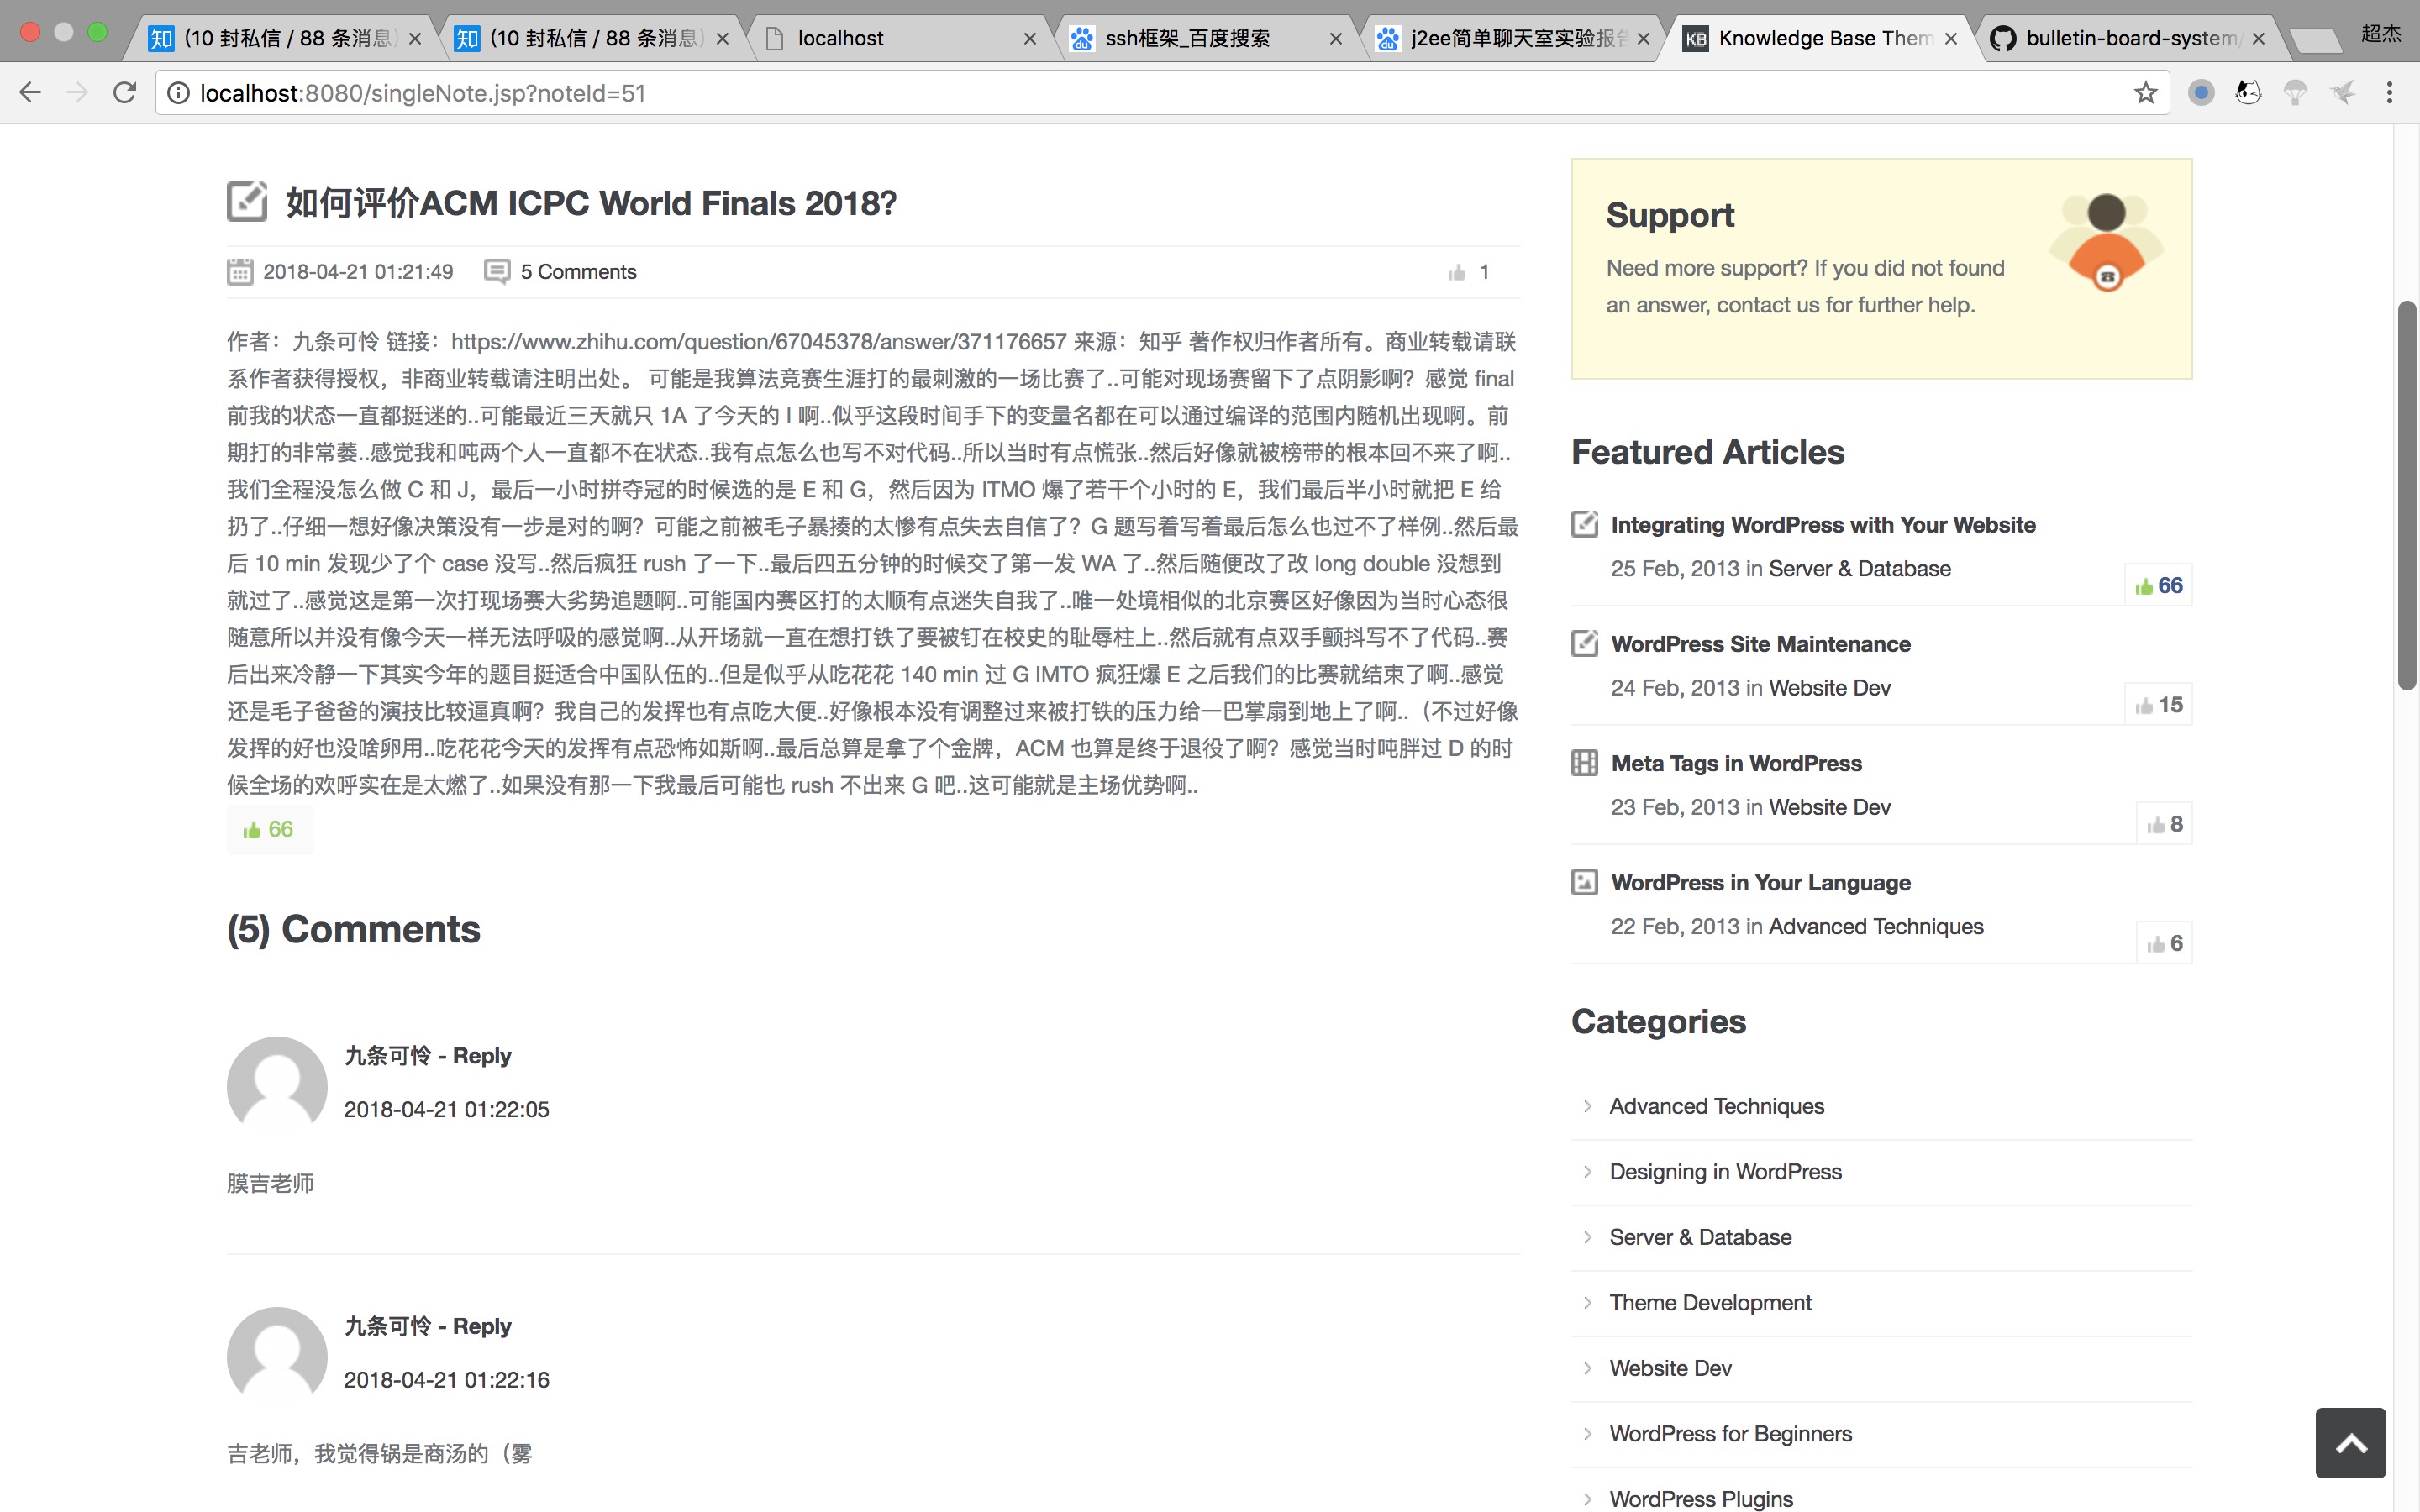 (10 封私信 / 88 条消息)
(10 封私信 / 88 条消息)
localhost
ssh框架_百度搜索
j2ee简单聊天室实验报告
Knowledge Base Them
bulletin-board-system/
超杰
localhost:8080/singleNote.jsp?noteId=51
如何评价ACM ICPC World Finals 2018?
2018-04-21 01:21:49
5 Comments
1
作者：九条可怜 链接：https://www.zhihu.com/question/67045378/answer/371176657 来源：知乎 著作权归作者所有。商业转载请联
系作者获得授权，非商业转载请注明出处。 可能是我算法竞赛生涯打的最刺激的一场比赛了..可能对现场赛留下了点阴影啊？感觉 final
前我的状态一直都挺迷的..可能最近三天就只 1A 了今天的 I 啊..似乎这段时间手下的变量名都在可以通过编译的范围内随机出现啊。前
期打的非常萎..感觉我和吨两个人一直都不在状态..我有点怎么也写不对代码..所以当时有点慌张..然后好像就被榜带的根本回不来了啊..
我们全程没怎么做 C 和 J，最后一小时拼夺冠的时候选的是 E 和 G，然后因为 ITMO 爆了若干个小时的 E，我们最后半小时就把 E 给
扔了..仔细一想好像决策没有一步是对的啊？可能之前被毛子暴揍的太惨有点失去自信了？G 题写着写着最后怎么也过不了样例..然后最
后 10 min 发现少了个 case 没写..然后疯狂 rush 了一下..最后四五分钟的时候交了第一发 WA 了..然后随便改了改 long double 没想到
就过了..感觉这是第一次打现场赛大劣势追题啊..可能国内赛区打的太顺有点迷失自我了..唯一处境相似的北京赛区好像因为当时心态很
随意所以并没有像今天一样无法呼吸的感觉啊..从开场就一直在想打铁了要被钉在校史的耻辱柱上..然后就有点双手颤抖写不了代码..赛
后出来冷静一下其实今年的题目挺适合中国队伍的..但是似乎从吃花花 140 min 过 G IMTO 疯狂爆 E 之后我们的比赛就结束了啊..感觉
还是毛子爸爸的演技比较逼真啊？我自己的发挥也有点吃大便..好像根本没有调整过来被打铁的压力给一巴掌扇到地上了啊..（不过好像
发挥的好也没啥卵用..吃花花今天的发挥有点恐怖如斯啊..最后总算是拿了个金牌，ACM 也算是终于退役了啊？感觉当时吨胖过 D 的时
候全场的欢呼实在是太燃了..如果没有那一下我最后可能也 rush 不出来 G 吧..这可能就是主场优势啊..
66
(5) Comments
九条可怜 - Reply
2018-04-21 01:22:05
膜吉老师
九条可怜 - Reply
2018-04-21 01:22:16
吉老师，我觉得锅是商汤的（雾
Support
Need more support? If you did not found
an answer, contact us for further help.
Featured Articles
Integrating WordPress with Your Website
25 Feb, 2013 in Server & Database
66
WordPress Site Maintenance
24 Feb, 2013 in Website Dev
15
Meta Tags in WordPress
23 Feb, 2013 in Website Dev
8
WordPress in Your Language
22 Feb, 2013 in Advanced Techniques
6
Categories
Advanced Techniques
Designing in WordPress
Server & Database
Theme Development
Website Dev
WordPress for Beginners
WordPress Plugins